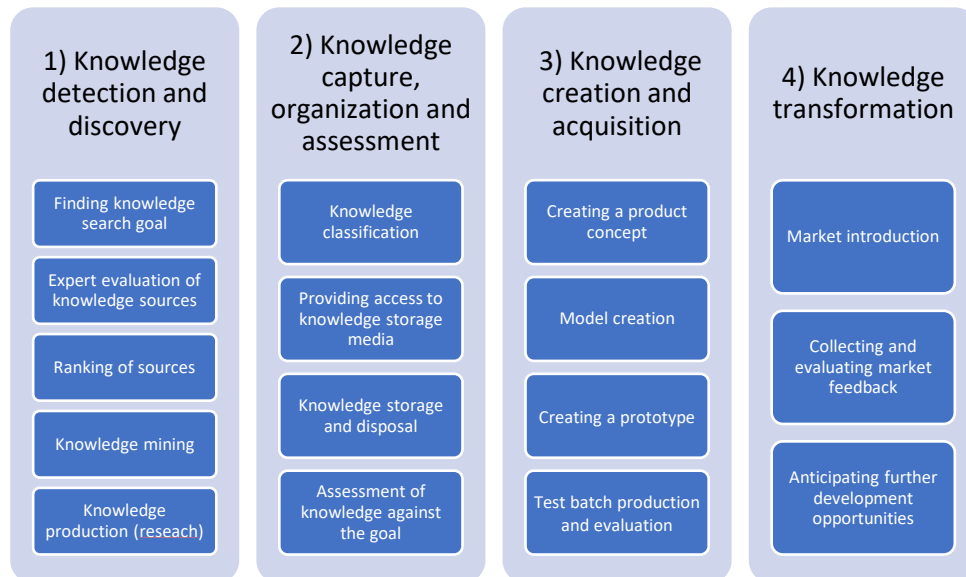 1) Knowledge
detection and
discovery
Finding knowledge
search goal
Expert evaluation of
knowledge sources
Ranking of sources
Knowledge mining
Knowledge
production (reseach)
2) Knowledge
capture,
organization and
assessment
Knowledge
classification
Providing access to
knowledge storage
media
Knowledge storage
and disposal
Assessment of
knowledge against
the goal
3) Knowledge
creation and
acquisition
Creating a product
concept
Model creation
Creating a prototype
Test batch production
and evaluation
4) Knowledge
transformation
Market introduction
Collecting and
evaluating market
feedback
Anticipating further
development
opportunities